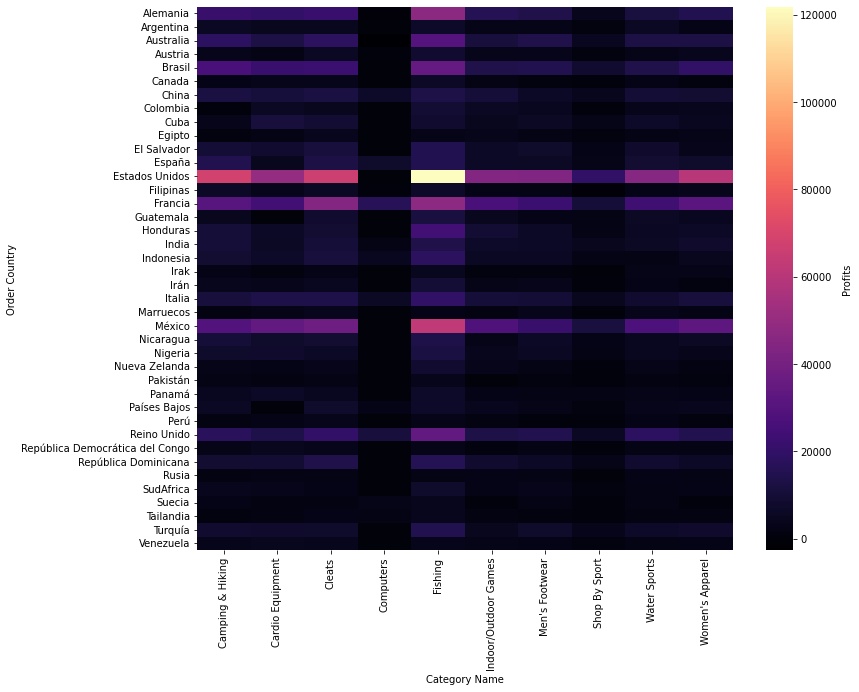 Alemania
Argentina
Australia
Austria
Brasil
Canada
China
Colombia
Cuba
Egipto
El Salvador
España
Estados Unidos
Filipinas
Francia
Guatemala
Honduras
India
Indonesia
Irak
Irán
Italia
Marruecos
México
Nicaragua
Nigeria
Nueva Zelanda
Pakistán
Panamá
Países Bajos
Perú
Reino Unido
República Democrática del Congo
República Dominicana
Rusia
SudAfrica
Suecia
Tailandia
Turquía
Venezuela
Order Country
Camping & Hiking
Cardio Equipment
Cleats
Computers
Fishing
Indoor/Outdoor Games
Men's Footwear
Shop By Sport
Water Sports
Women's Apparel
Category Name
120000
100000
80000
60000
40000
20000
0
Profits